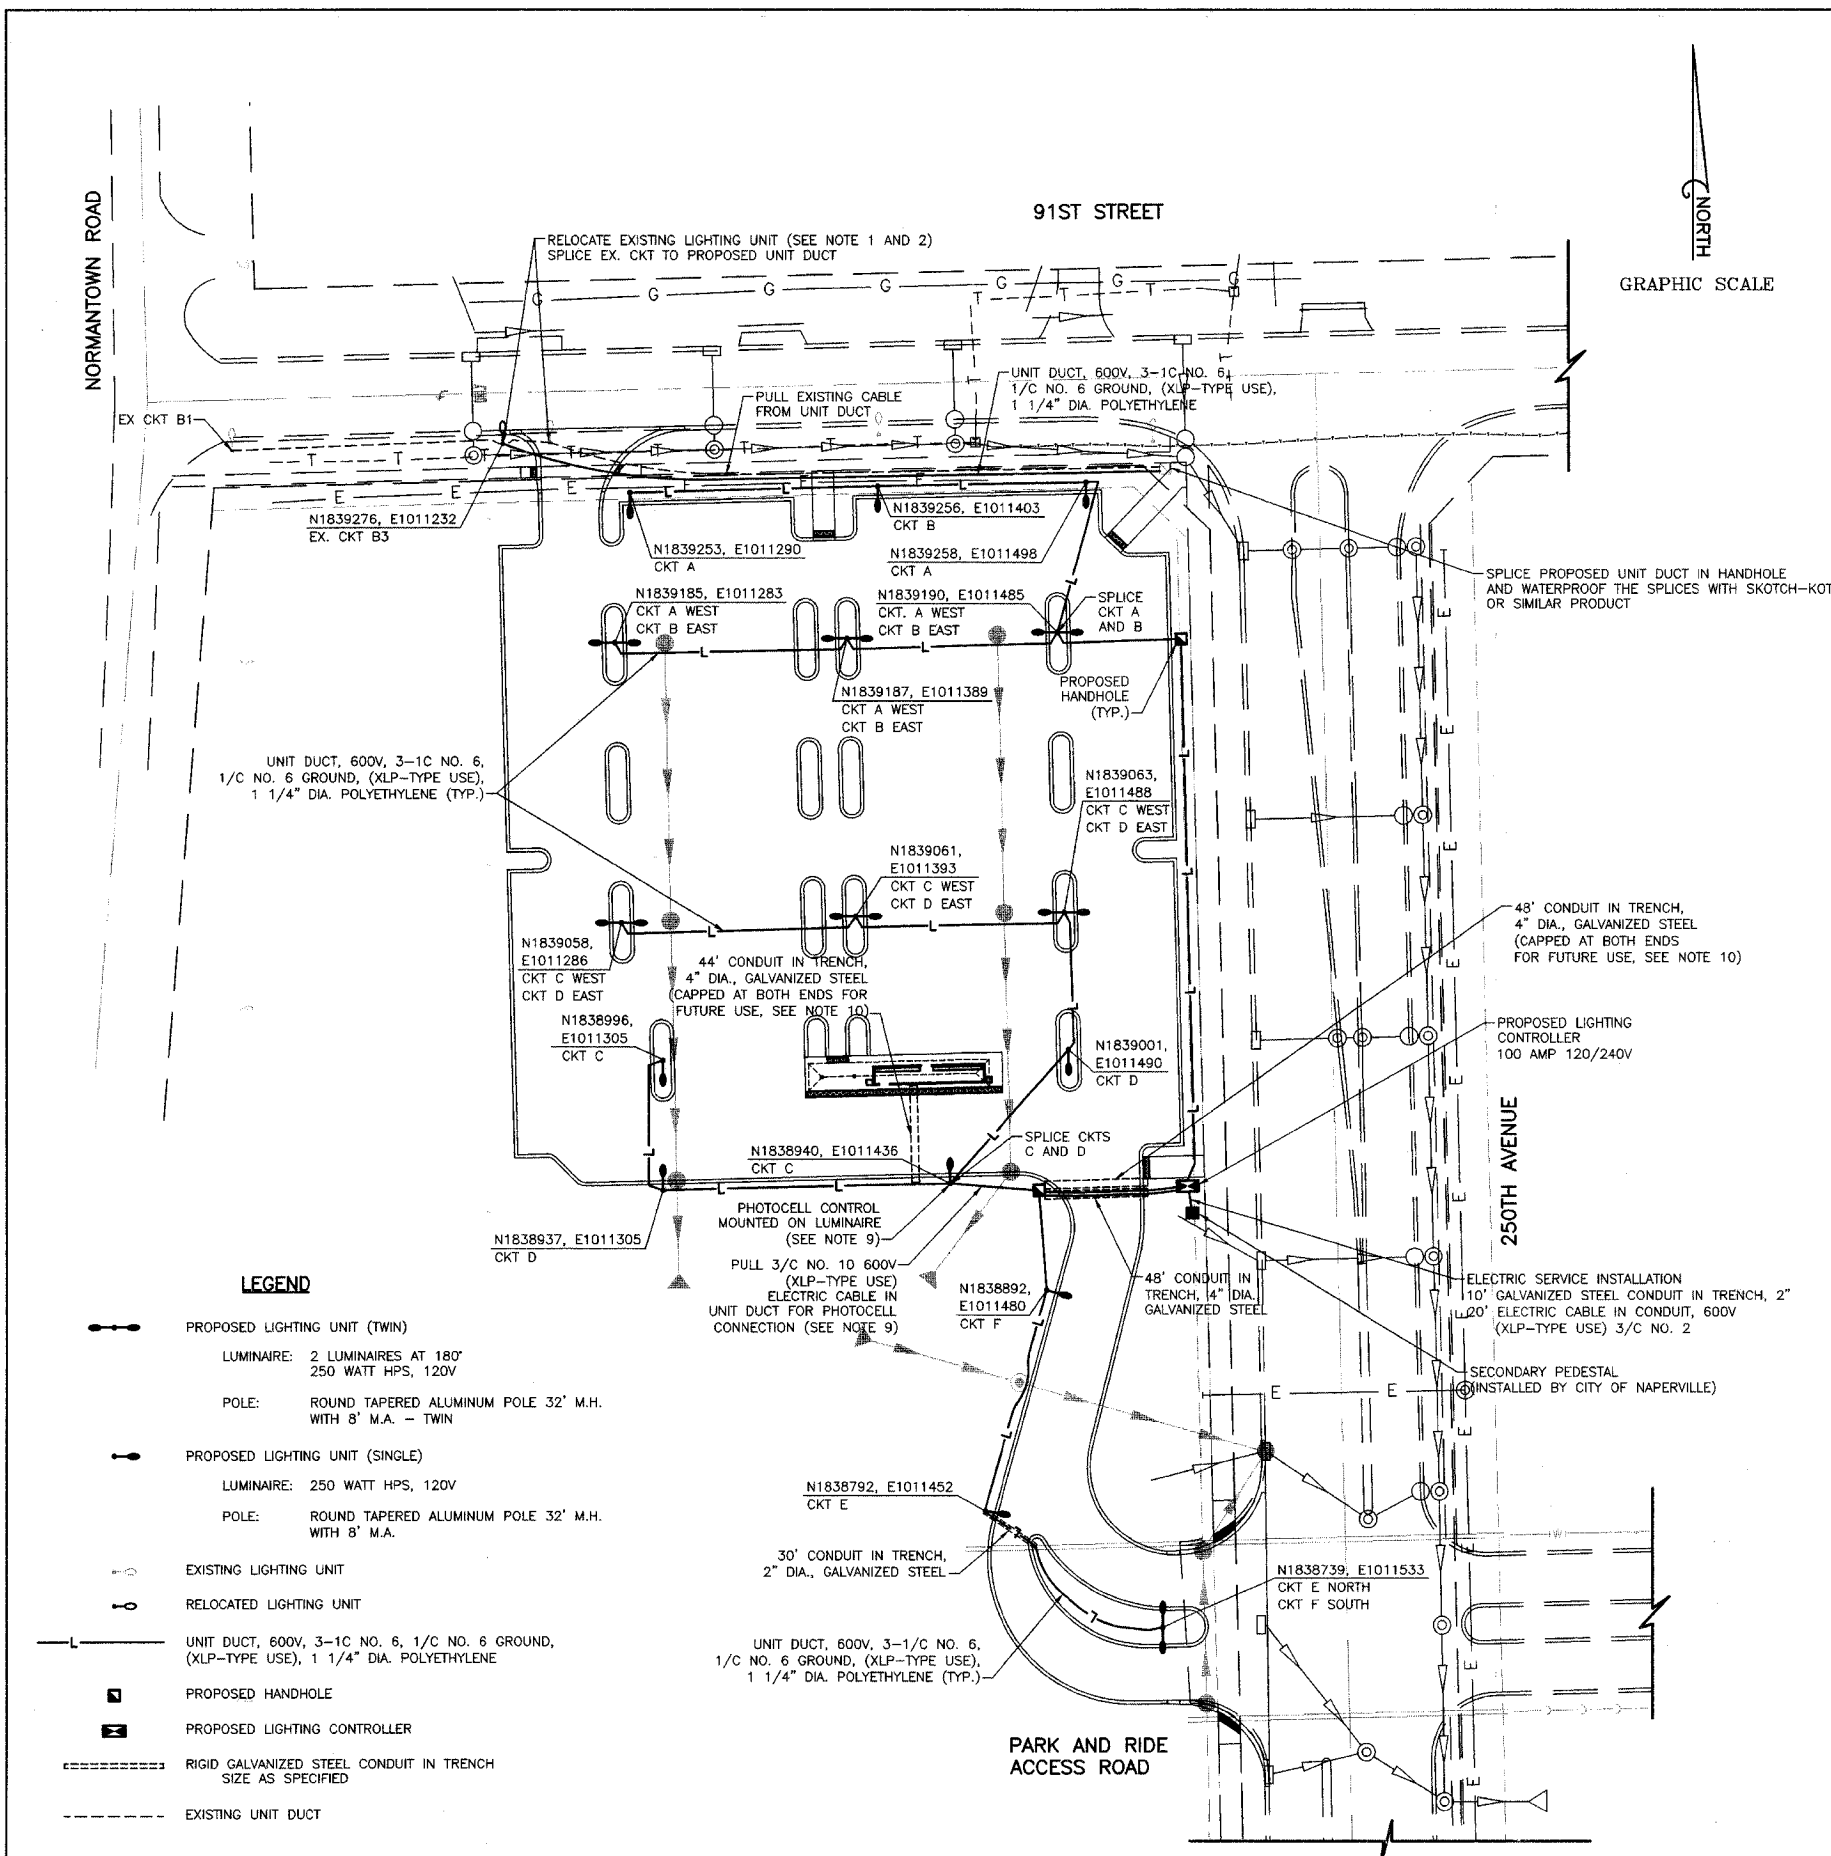 NORMANTOWN ROAD
91ST STREET
NORTH
GRAPHIC SCALE
RELOCATE EXISTING LIGHTING UNIT (SEE NOTE 1 AND 2)
SPLICE EX. CKT TO PROPOSED UNIT DUCT
UNIT DUCT, 600V, 3-1C NO. 6,
1/C NO. 6 GROUND, (XLP-TYPE USE),
1 1/4" DIA. POLYETHYLENE
PULL EXISTING CABLE
FROM UNIT DUCT
EX CKT B1
N1839276, E1011232
EX. CKT B3
N1839256, E1011403
CKT B
N1839253, E1011290
CKT A
N1839258, E1011498
CKT A
SPLICE PROPOSED UNIT DUCT IN HANDHOLE
AND WATERPROOF THE SPLICES WITH SKOTCH-KOT
OR SIMILAR PRODUCT
N1839185, E1011283
CKT A WEST
CKT B EAST
N1839190, E1011485
CKT. A WEST
CKT B EAST
SPLICE
CKT A
AND B
N1839187, E1011389
CKT A WEST
CKT B EAST
PROPOSED
HANDHOLE
(TYP.)
UNIT DUCT, 600V, 3-1C NO. 6,
1/C NO. 6 GROUND, (XLP-TYPE USE),
1 1/4" DIA. POLYETHYLENE (TYP.)
N1839063,
E1011488
CKT C WEST
CKT D EAST
N1839061,
E1011393
CKT C WEST
CKT D EAST
N1839058,
E1011286
CKT C WEST
CKT D EAST
48' CONDUIT IN TRENCH,
4" DIA., GALVANIZED STEEL
(CAPPED AT BOTH ENDS
FOR FUTURE USE, SEE NOTE 10)
44' CONDUIT IN TRENCH,
4" DIA., GALVANIZED STEEL
(CAPPED AT BOTH ENDS FOR
FUTURE USE, SEE NOTE 10)
N1838996,
E1011305
CKT C
N1839001,
E1011490
CKT D
PROPOSED LIGHTING
CONTROLLER
100 AMP 120/240V
250TH AVENUE
N1838940, E1011436
CKT C
SPLICE CKTS
C AND D
PHOTOCELL CONTROL
MOUNTED ON LUMINAIRE
(SEE NOTE 9)
N1838937, E1011305
CKT D
PULL 3/C NO. 10 600V
(XLP-TYPE USE)
ELECTRIC CABLE IN
UNIT DUCT FOR PHOTOCELL
CONNECTION (SEE NOTE 9)
N1838892,
E1011480
CKT F
48' CONDUIT IN
TRENCH, 4" DIA.
GALVANIZED STEEL
ELECTRIC SERVICE INSTALLATION
10' GALVANIZED STEEL CONDUIT IN TRENCH, 2"
20' ELECTRIC CABLE IN CONDUIT, 600V
(XLP-TYPE USE) 3/C NO. 2
SECONDARY PEDESTAL
(INSTALLED BY CITY OF NAPERVILLE)
N1838792, E1011452
CKT E
30' CONDUIT IN TRENCH,
2" DIA., GALVANIZED STEEL
N1838739, E1011533
CKT E NORTH
CKT F SOUTH
UNIT DUCT, 600V, 3-1/C NO. 6,
1/C NO. 6 GROUND, (XLP-TYPE USE),
1 1/4" DIA. POLYETHYLENE (TYP.)
PARK AND RIDE
ACCESS ROAD
LEGEND
PROPOSED LIGHTING UNIT (TWIN)
LUMINAIRE: 2 LUMINAIRES AT 180°
250 WATT HPS, 120V
POLE: ROUND TAPERED ALUMINUM POLE 32' M.H.
WITH 8' M.A. - TWIN
PROPOSED LIGHTING UNIT (SINGLE)
LUMINAIRE: 250 WATT HPS, 120V
POLE: ROUND TAPERED ALUMINUM POLE 32' M.H.
WITH 8' M.A.
EXISTING LIGHTING UNIT
RELOCATED LIGHTING UNIT
L UNIT DUCT, 600V, 3-1C NO. 6, 1/C NO. 6 GROUND,
(XLP-TYPE USE), 1 1/4" DIA. POLYETHYLENE
PROPOSED HANDHOLE
PROPOSED LIGHTING CONTROLLER
RIGID GALVANIZED STEEL CONDUIT IN TRENCH
SIZE AS SPECIFIED
EXISTING UNIT DUCT